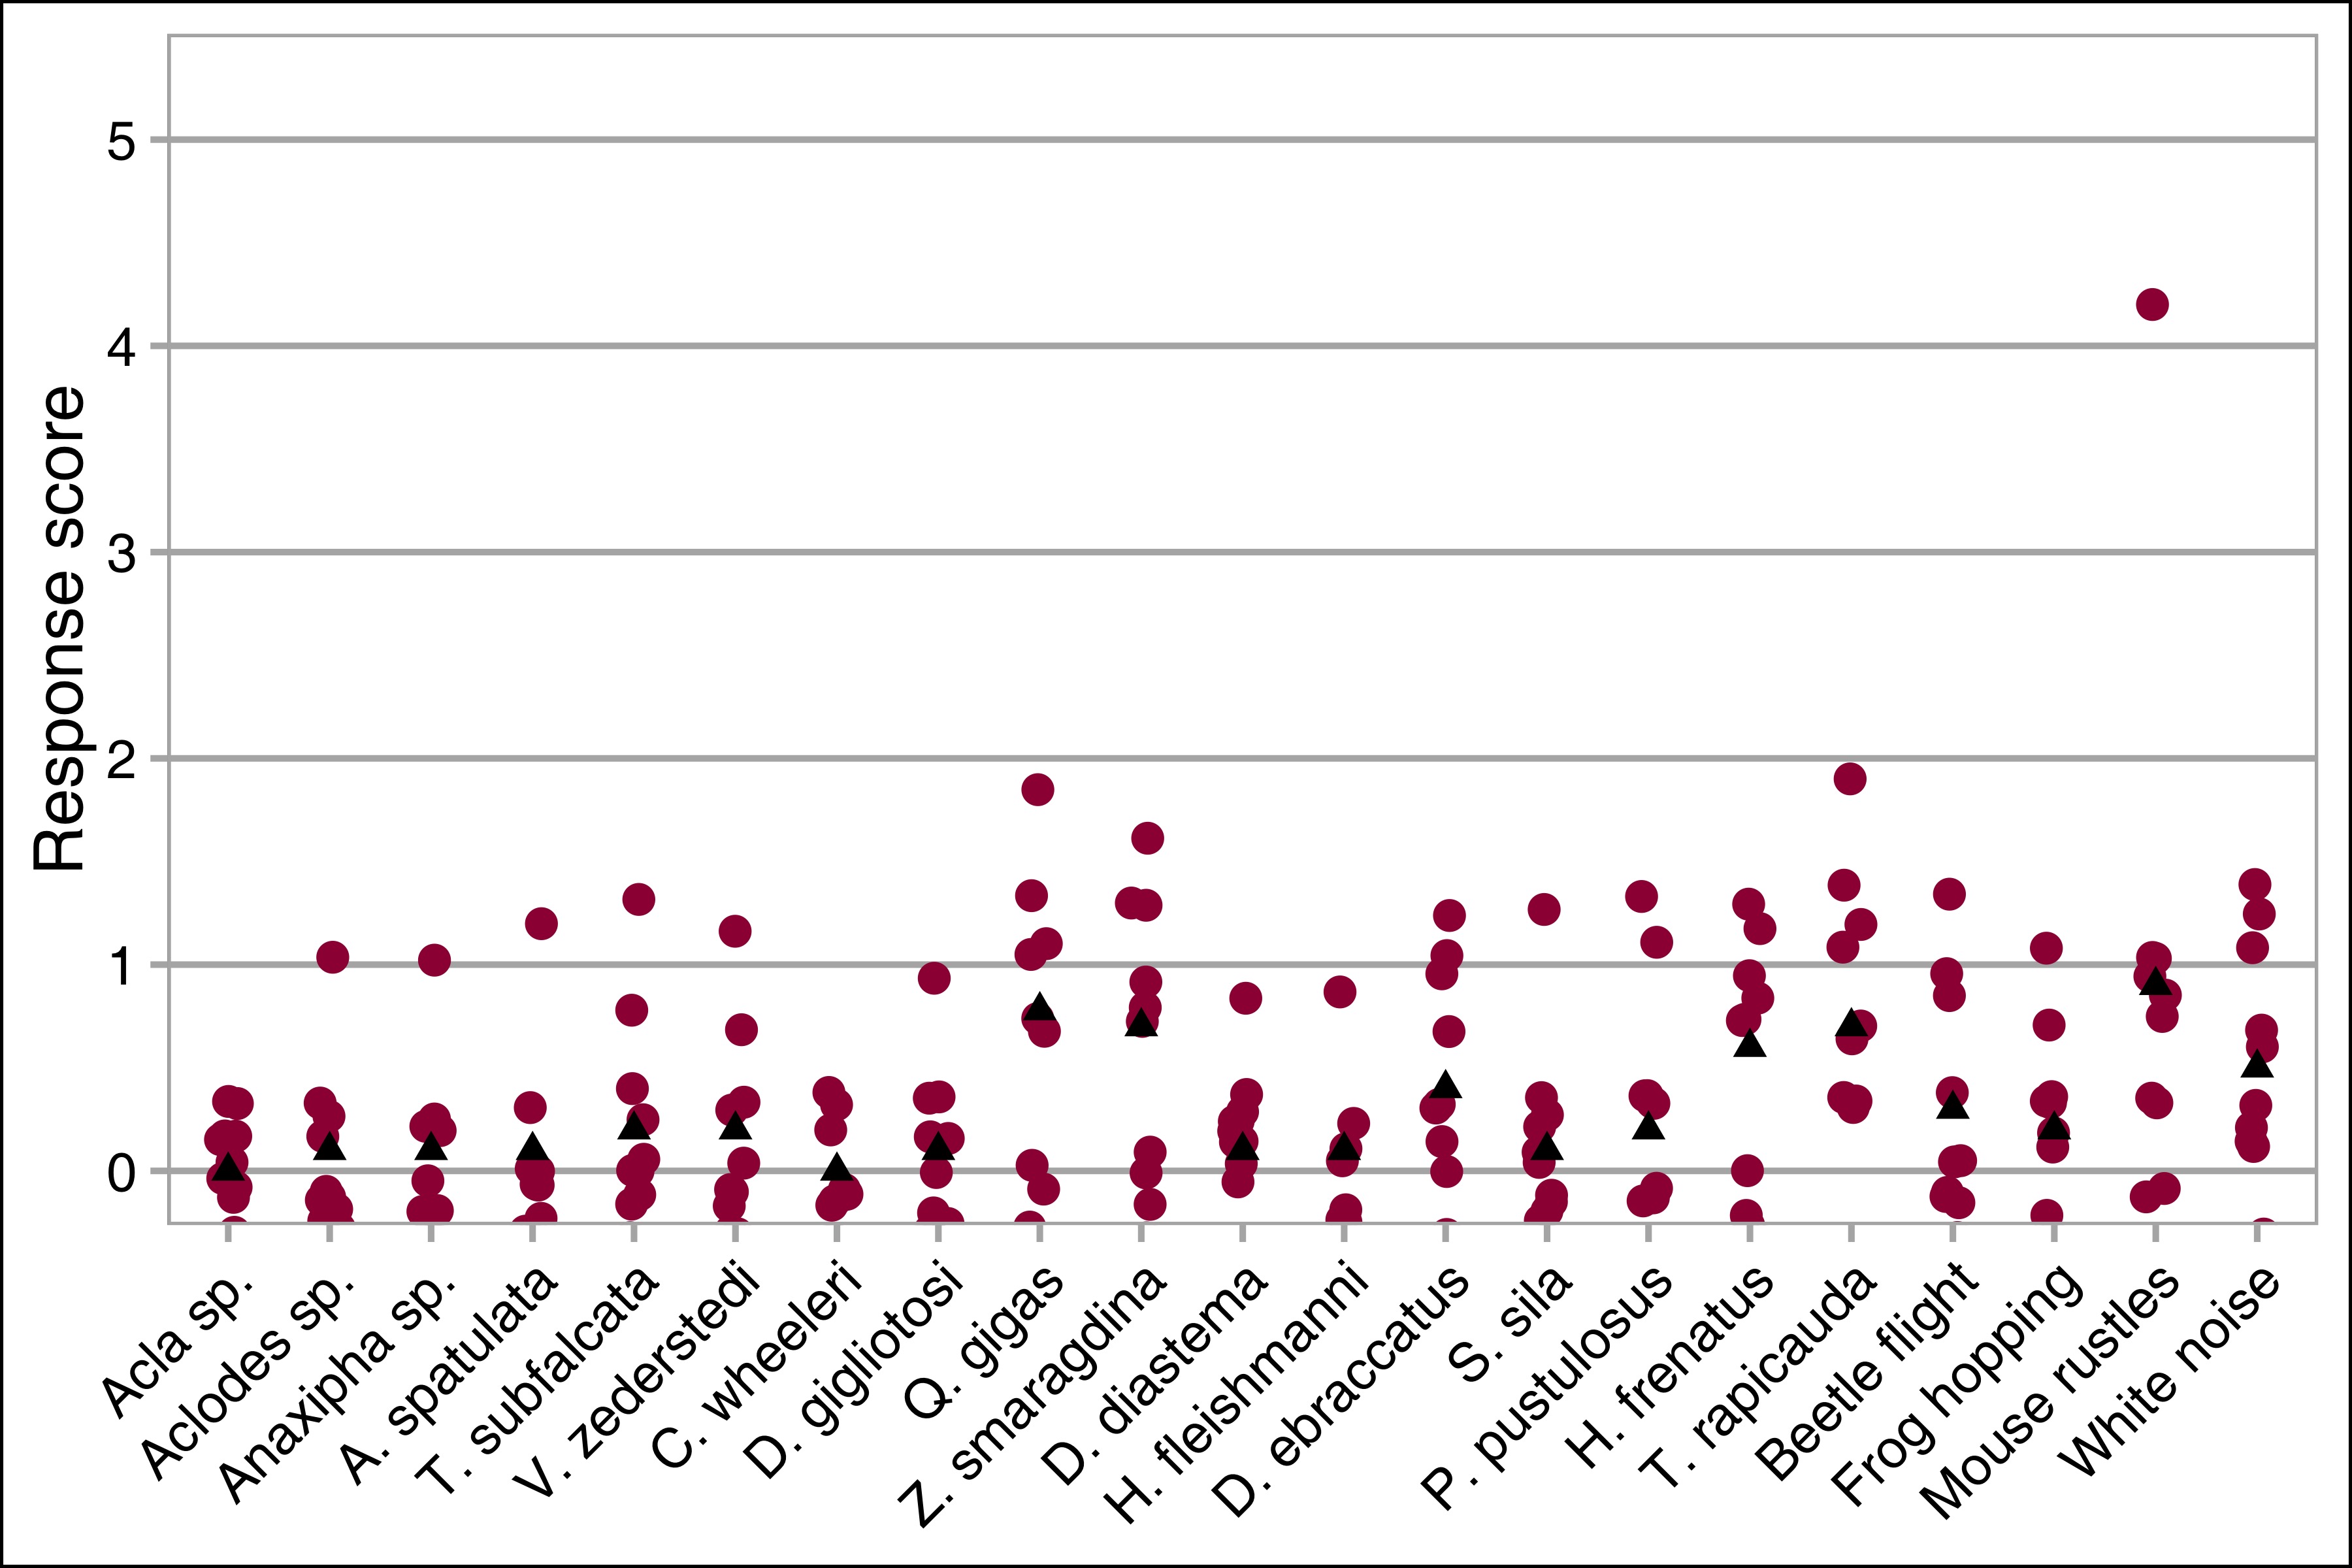 Response score
5
4
3
2
1
0
Acla sp.
Aclodes sp.
Anaxipha sp.
A. spatulata
T. subfalcata
V. zederstedi
C. wheeleri
D. gigliotosi
O. gigas
Z. smaragdina
D. diastema
H. fleishmanni
D. ebraccatus
S. sila
P. pustulosus
H. frenatus
T. rapicauda
Beetle flight
Frog hopping
Mouse rustles
White noise